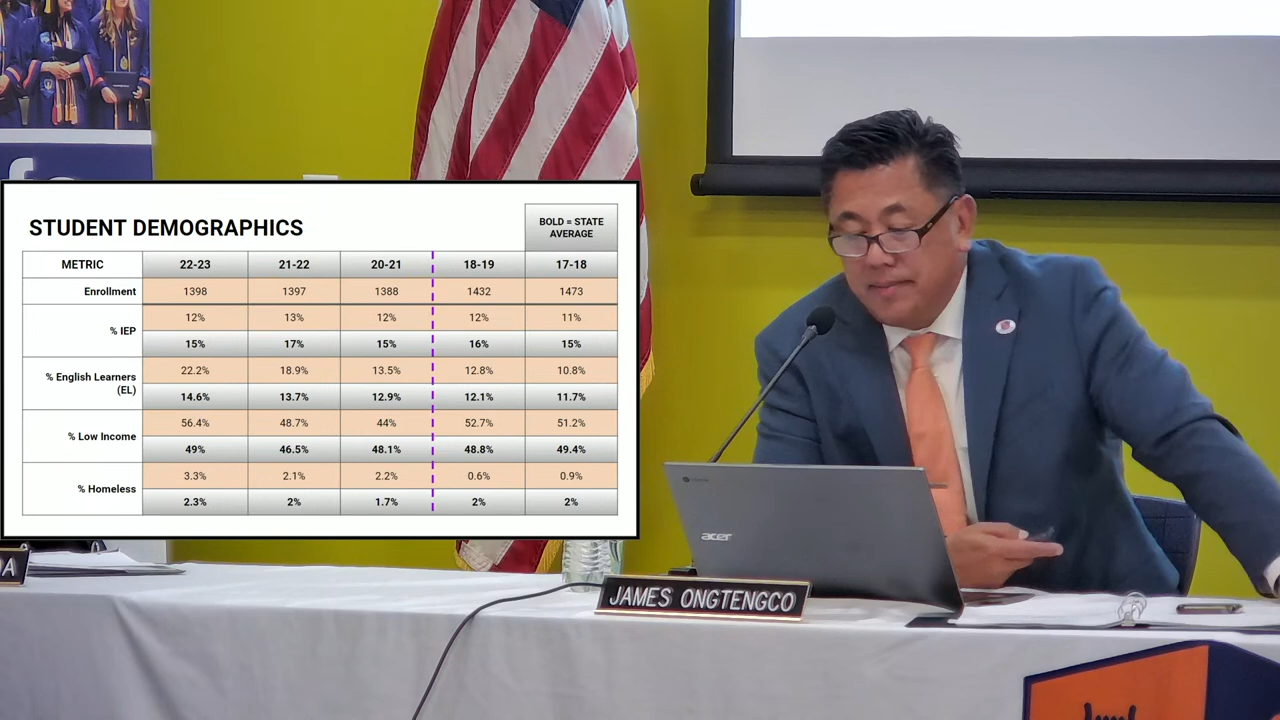 STUDENT DEMOGRAPHICS
BOLD = STATE
AVERAGE
METRIC 22-23 21-22 20-21 18-19 17-18
Enrollment 1398 1397 1388 1432 1473
% IEP 12% 13% 12% 12% 11%
15% 17% 15% 16% 15%
% English Learners
(EL)
22.2% 18.9% 13.5% 12.8% 10.8%
14.6% 13.7% 12.9% 12.1% 11.7%
% Low Income 56.4% 48.7% 44% 52.7% 51.2%
49% 46.5% 48.1% 48.8% 49.4%
% Homeless 3.3% 2.1% 2.2% 0.6% 0.9%
2.3% 2% 1.7% 2% 2%
acer
JAMES ONGTENGCO